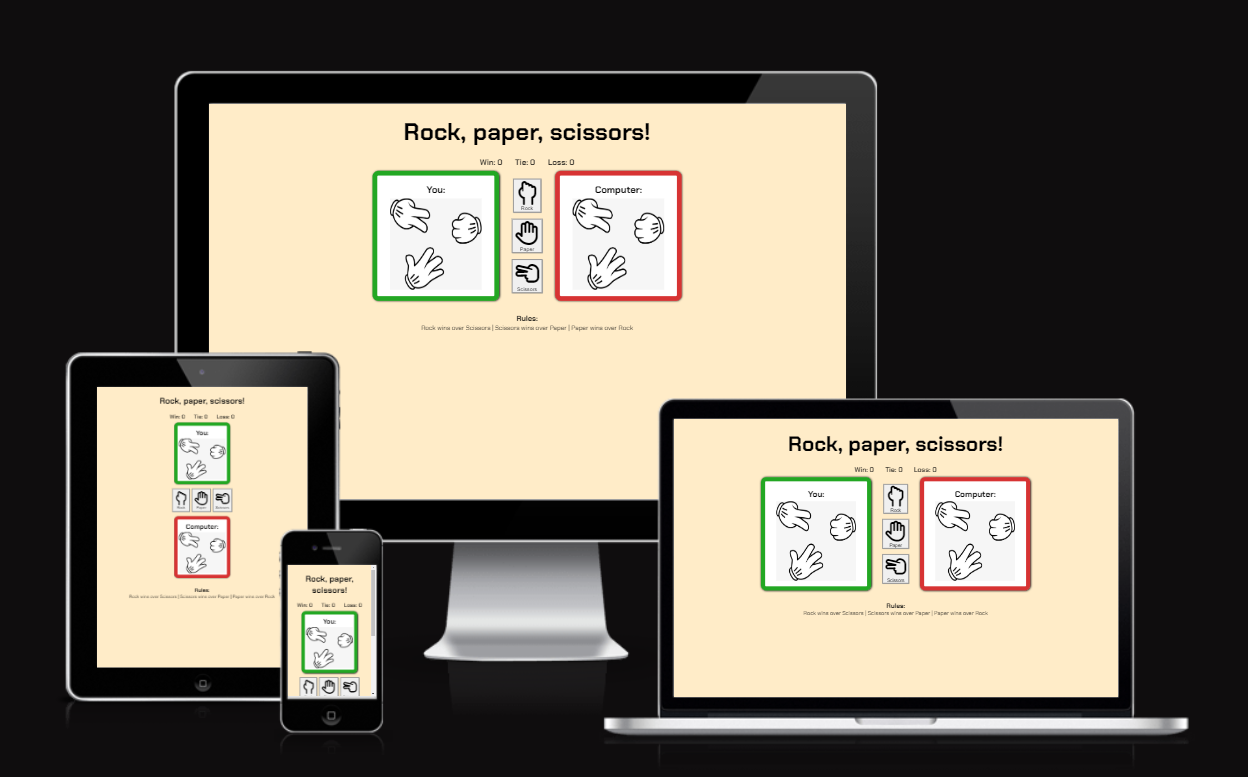 Rock, paper, scissors!
Win: 0 Tie: 0 Loss: 0
You:
Rock
Paper
Scissors
Computer:
Rules:
Rock wins over Scissors | Scissors wins over Paper | Paper wins over Rock
Rock, paper, scissors!
Win: 0 Tie: 0 Loss: 0
You:
Rock Paper Scissors
Computer:
Rules:
Rock wins over Scissors | Scissors wins over Paper | Paper wins over Rock
Rock, paper,
scissors!
Win: 0 Tie: 0 Loss: 0
You:
Rock, paper, scissors!
Win: 0 Tie: 0 Loss: 0
You:
Rock
Paper
Scissors
Computer:
Rules:
Rock wins over Scissors | Scissors wins over Paper | Paper wins over Rock